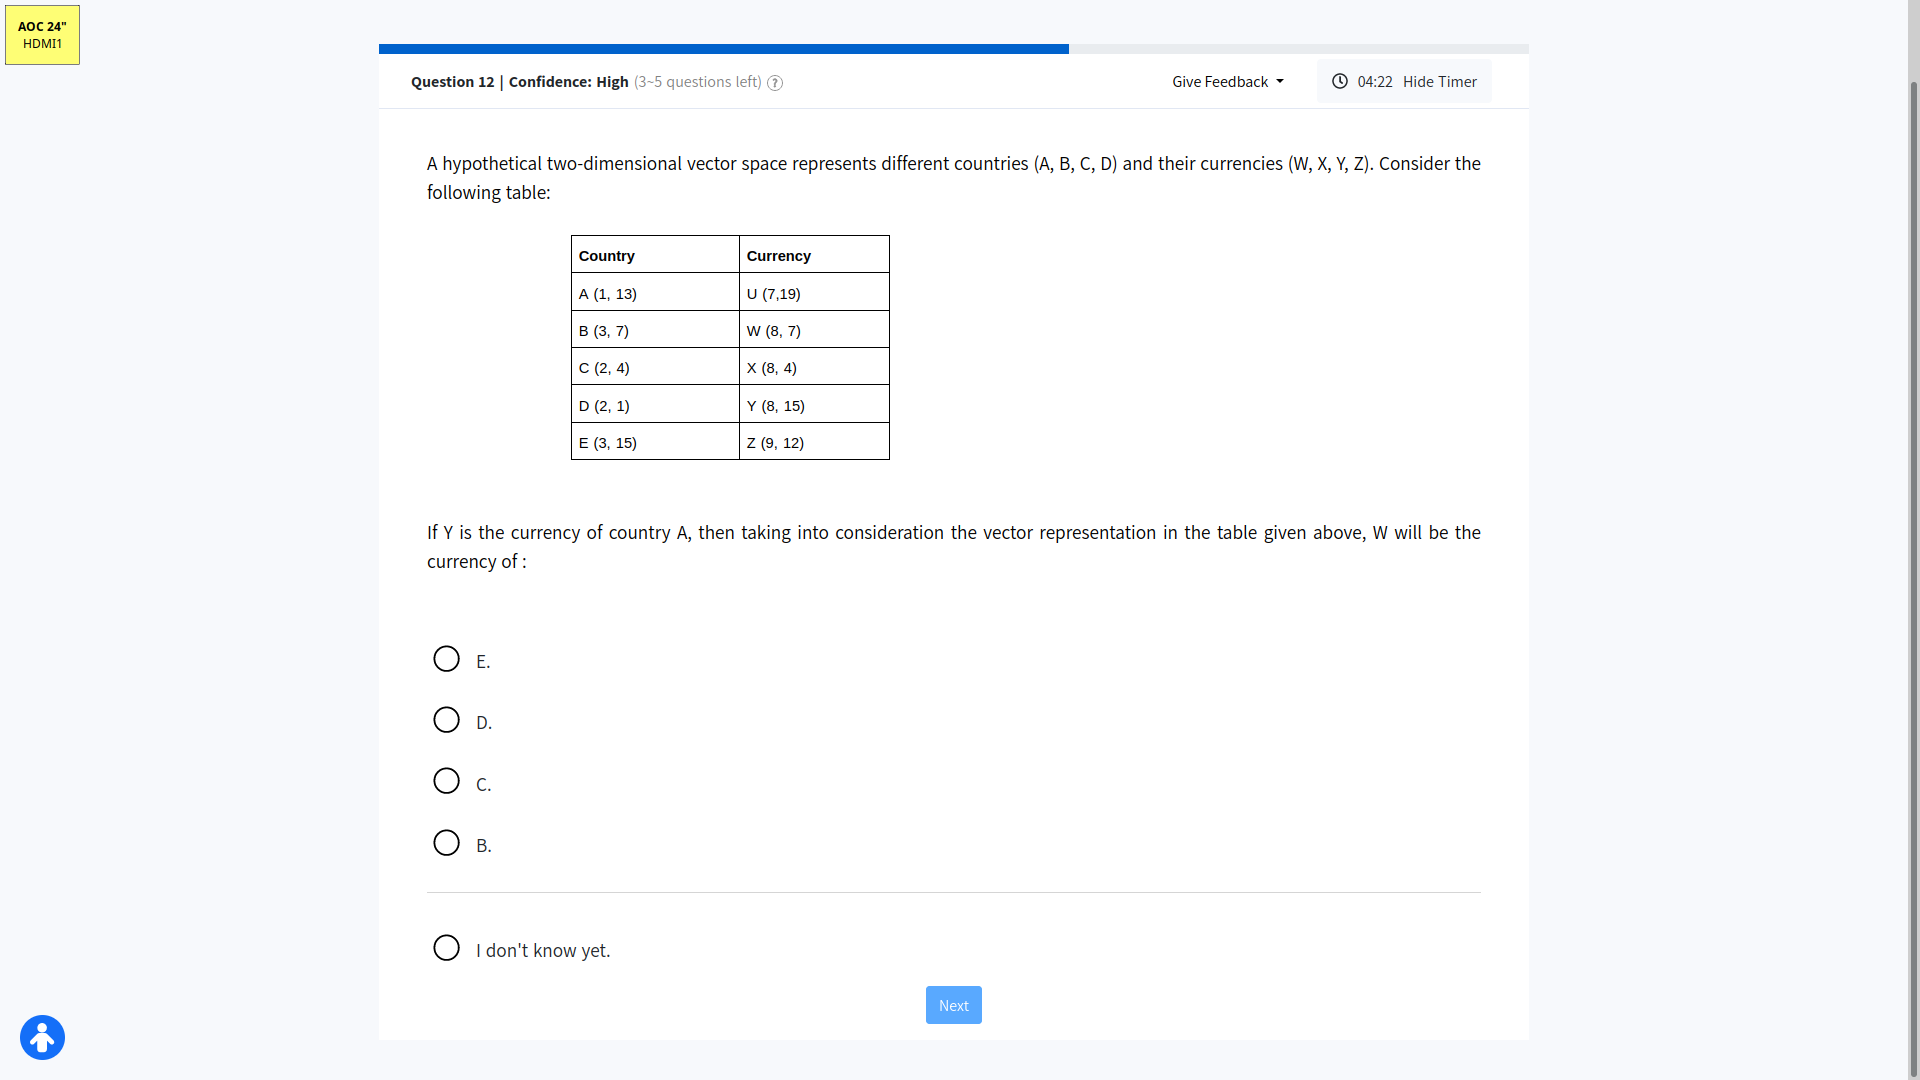 AOC 24"
HDMI1
Question 12 | Confidence: High (3~5 questions left) ?
Give Feedback
04:22 Hide Timer
A hypothetical two-dimensional vector space represents different countries (A, B, C, D) and their currencies (W, X, Y, Z). Consider the
following table:
Country Currency
A (1, 13) U (7,19)
B (3, 7) W (8, 7)
C (2, 4) X (8, 4)
D (2, 1) Y (8, 15)
E (3, 15) Z (9, 12)
If Y is the currency of country A, then taking into consideration the vector representation in the table given above, W will be the
currency of :
E.
D.
C.
B.
I don't know yet.
Next